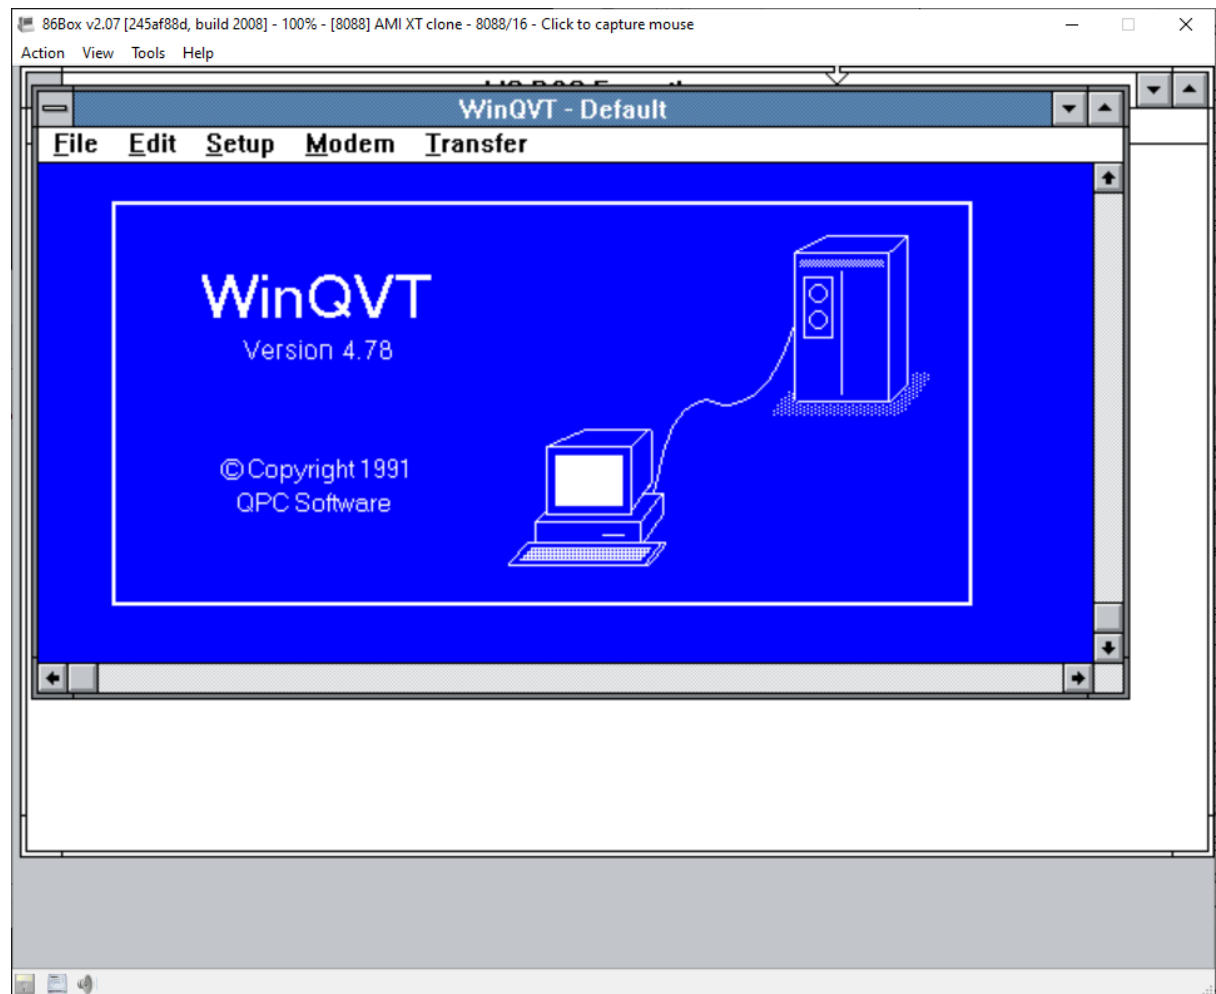 86Box v2.07 [245af88d, build 2008] - 100% - [8088] AMI XT clone - 8088/16 - Click to capture mouse
Action View Tools Help
WinQVT - Default
File Edit Setup Modem Transfer
WinQVT
Version 4.78
© Copyright 1991
QPC Software